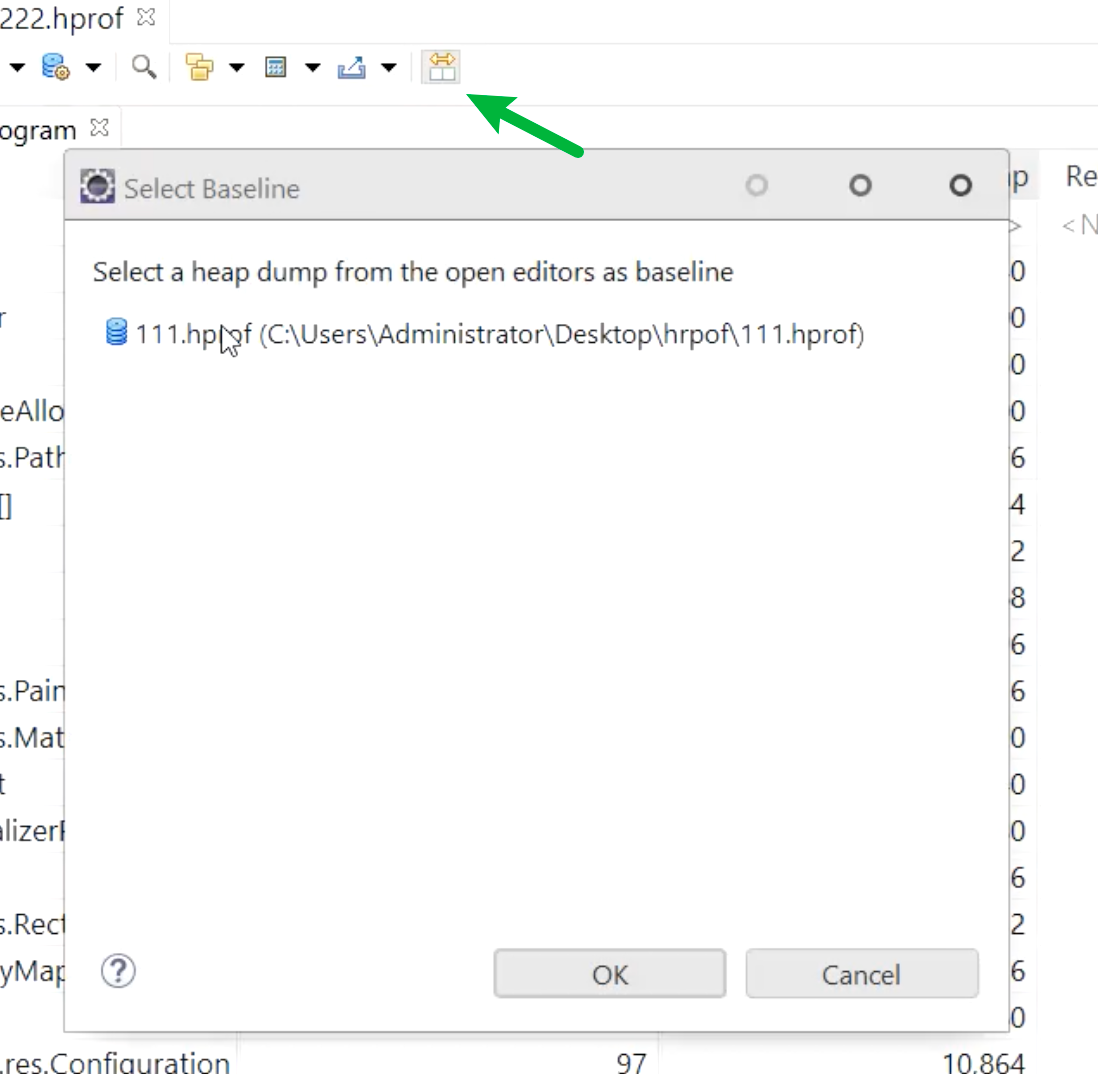 222.hprof
ogram
Select Baseline
ap Re
> <N
Select a heap dump from the open editors as baseline
0
r 0
111.hprof (C:\Users\Administrator\Desktop\hrpof\111.hprof)
0
eAllo 0
s.Path 6
[] 4
2
8
6
s.Pain 6
s.Mat 0
t 0
alizerF 0
6
s.Rect 2
yMap 6
OK Cancel
0
.res.Configuration 97 10,864